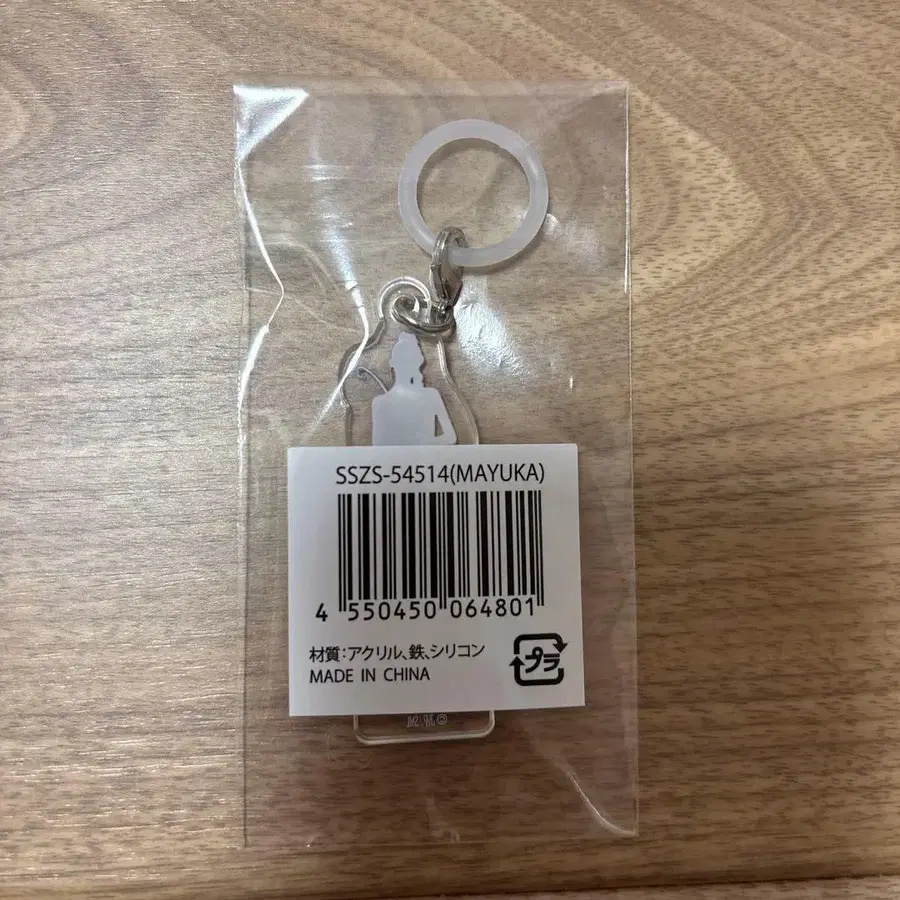 SSZS-54514(MAYUKA)
4 550450 064801
材質：アクリル、鉄、シリコン
MADE IN CHINA
プラ